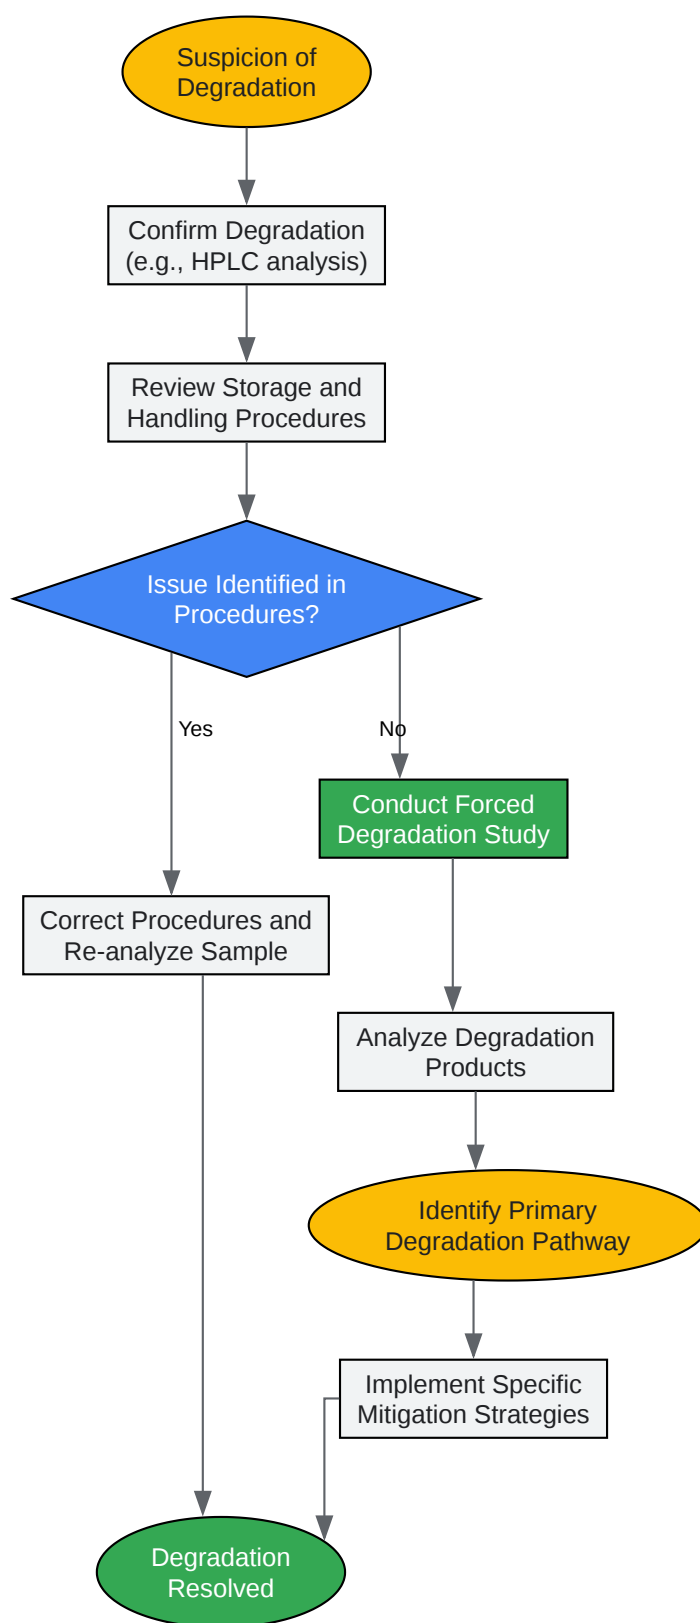 Suspicion of
Degradation
Confirm Degradation
(e.g., HPLC analysis)
Review Storage and
Handling Procedures
Issue Identified in
Procedures?
Yes
No
Conduct Forced
Degradation Study
Correct Procedures and
Re-analyze Sample
Analyze Degradation
Products
Identify Primary
Degradation Pathway
Implement Specific
Mitigation Strategies
Degradation
Resolved